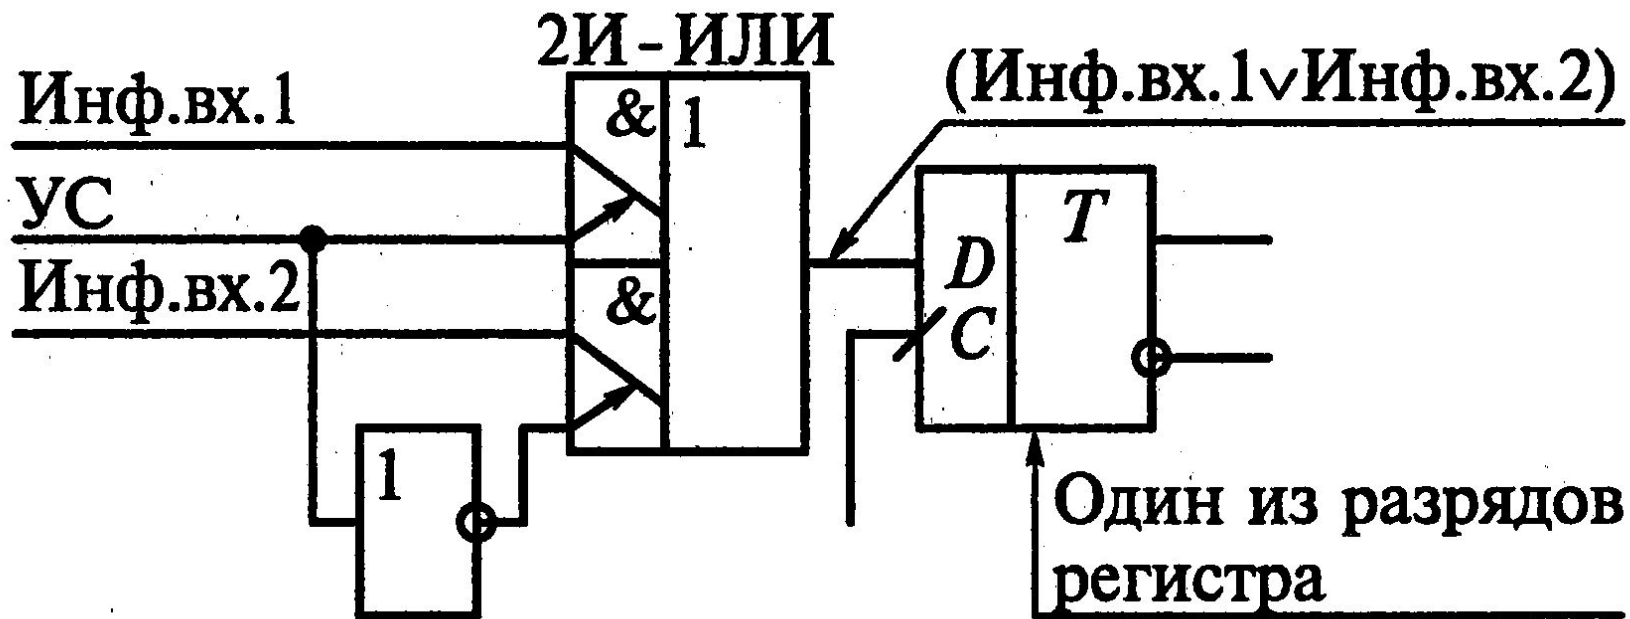 2И-ИЛИ
Инф.вх.1
(Инф.вх.1∨Инф.вх.2)
&
1
УС
T
D
Инф.вх.2
&
C
1
Один из разрядов
регистра